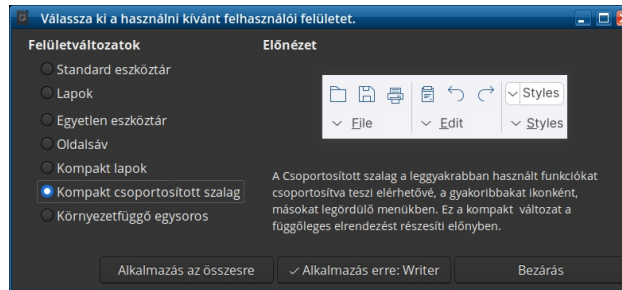 Válassza ki a használni kívánt felhasználói felületet.
Felületváltozatok
Előnézet
Standard eszköztár
Lapok
Egyetlen eszköztár
Oldalsáv
Kompakt lapok
Kompakt csoportosított szalag
Környezetfüggő egysoros
Styles
File
Edit
Styles
A Csoportosított szalag a leggyakrabban használt funkciókat
csoportosítva teszi elérhetővé, a gyakoribbakat ikonként,
másokat legördülő menükben. Ez a kompakt változat a
függőleges elrendezést részesíti előnyben.
Alkalmazás az összesre
Alkalmazás erre: Writer
Bezárás